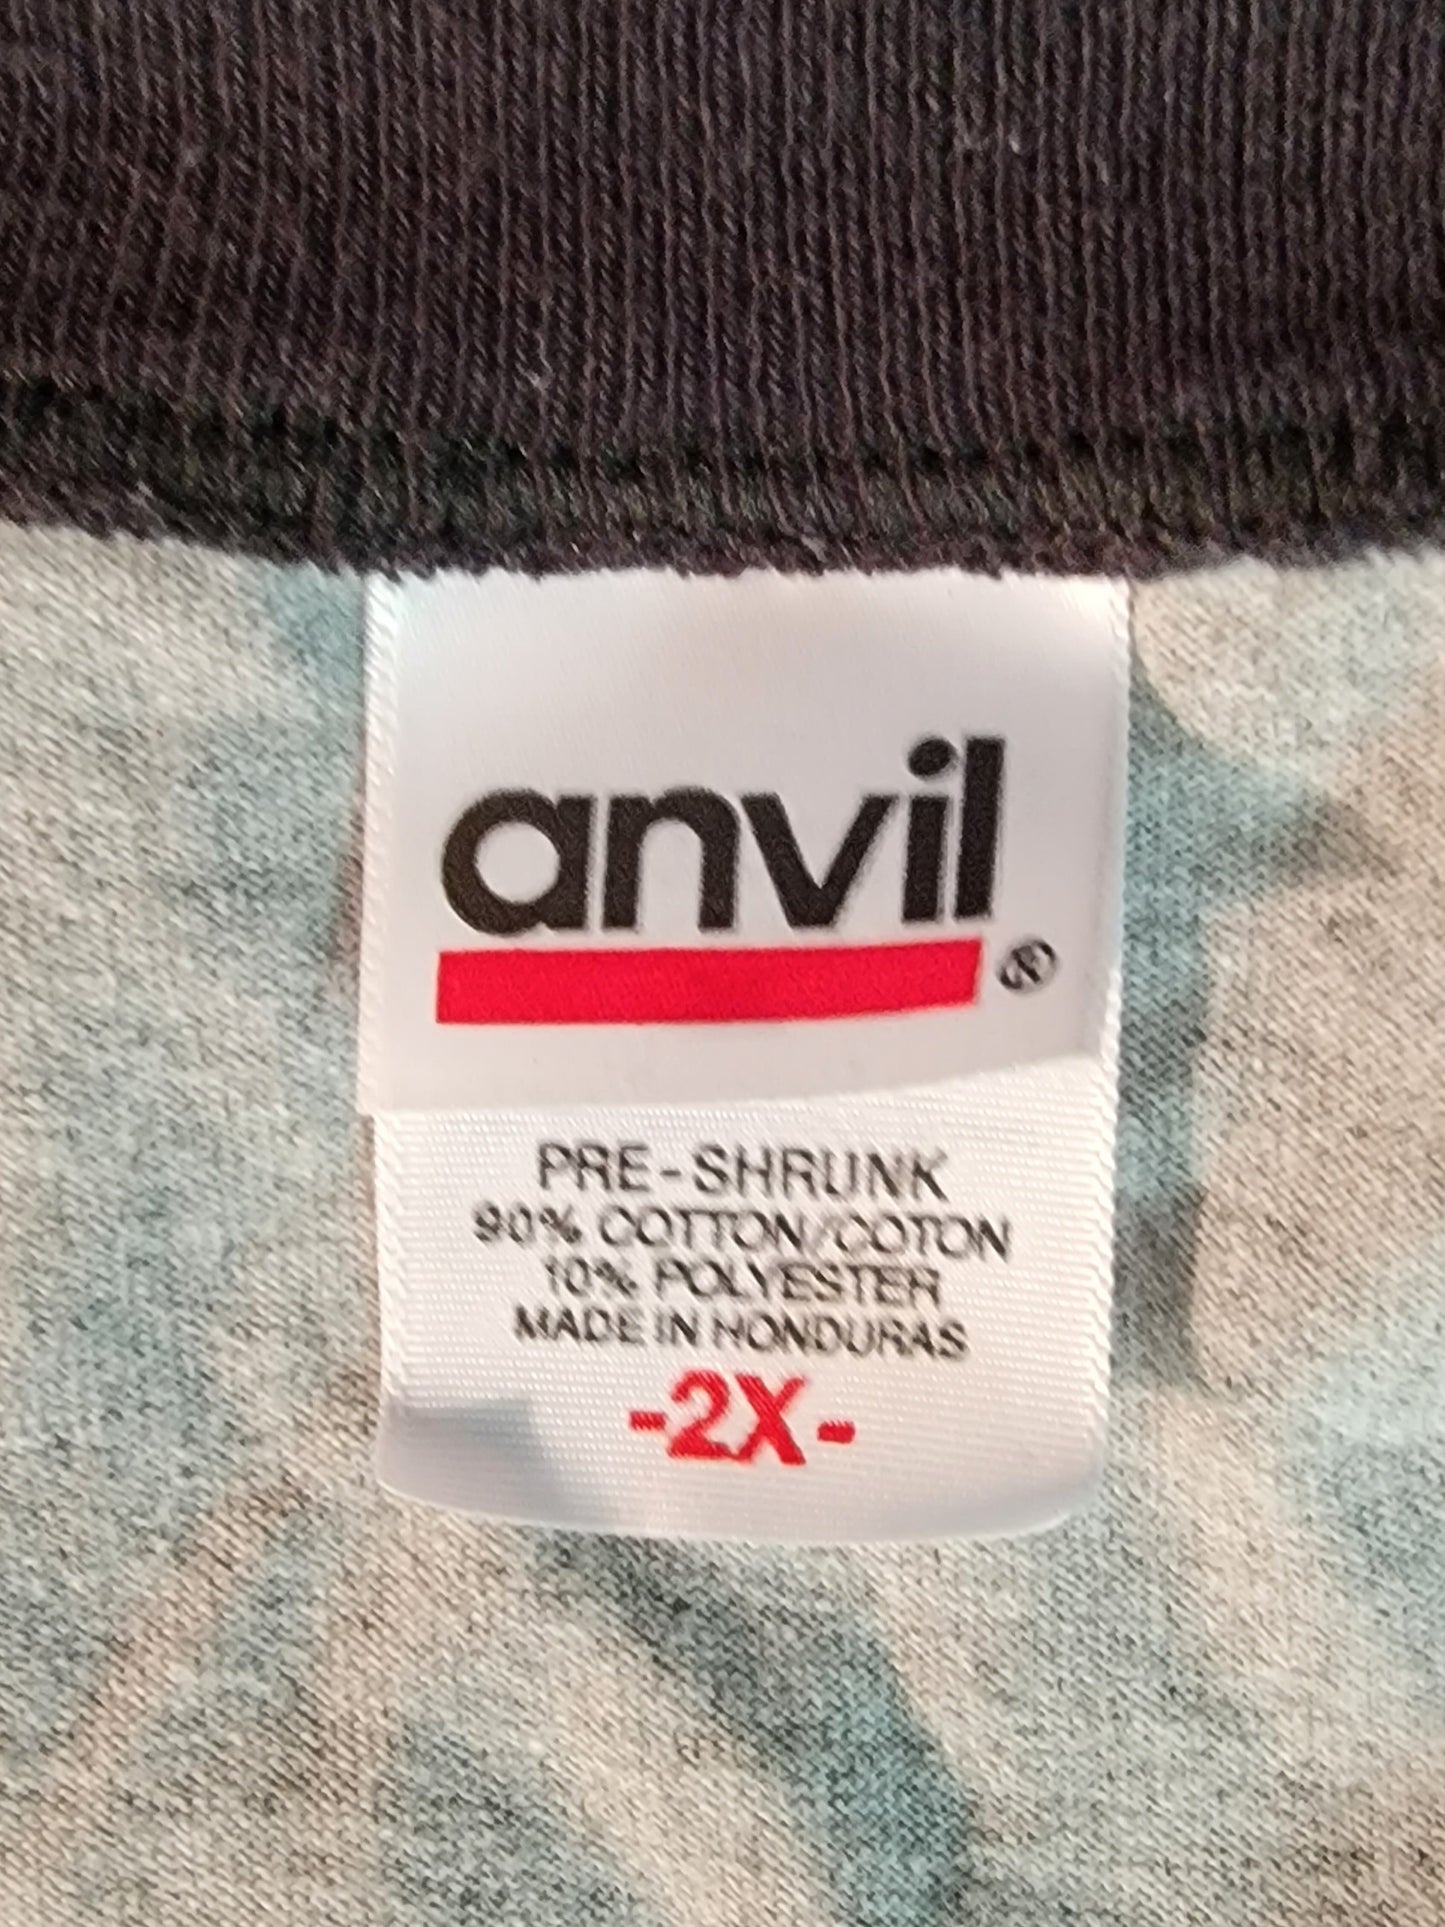 anvil®
PRE-SHRUNK
90% COTTON/COTON
10% POLYESTER
MADE IN HONDURAS
-2X-